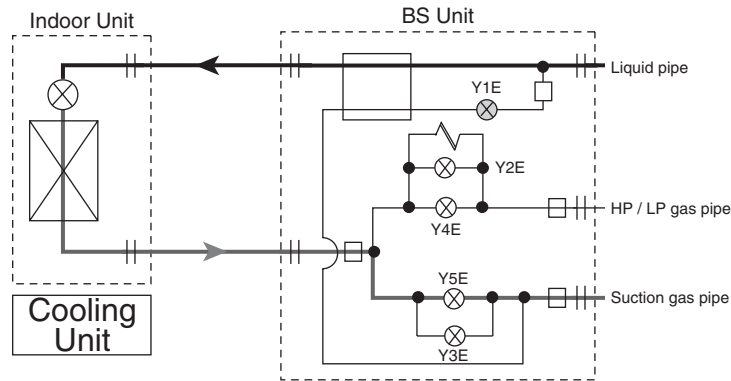 Indoor Unit
BS Unit
Liquid pipe
Y1E
Y2E
HP / LP gas pipe
Y4E
Y5E
Suction gas pipe
Y3E
Cooling
Unit